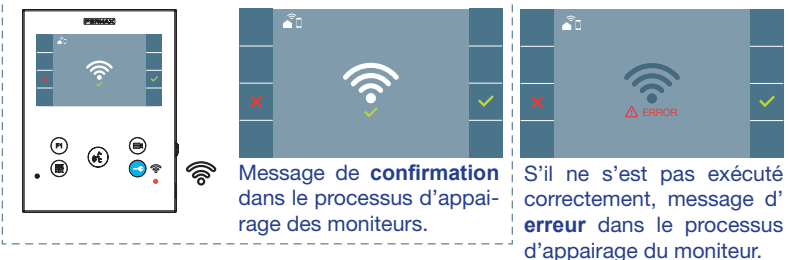 FERMAX
P1
ERROR
Message de confirmation
dans le processus d'appai-
rage des moniteurs.
S'il ne s'est pas exécuté
correctement, message d'
erreur dans le processus
d'appairage du moniteur.